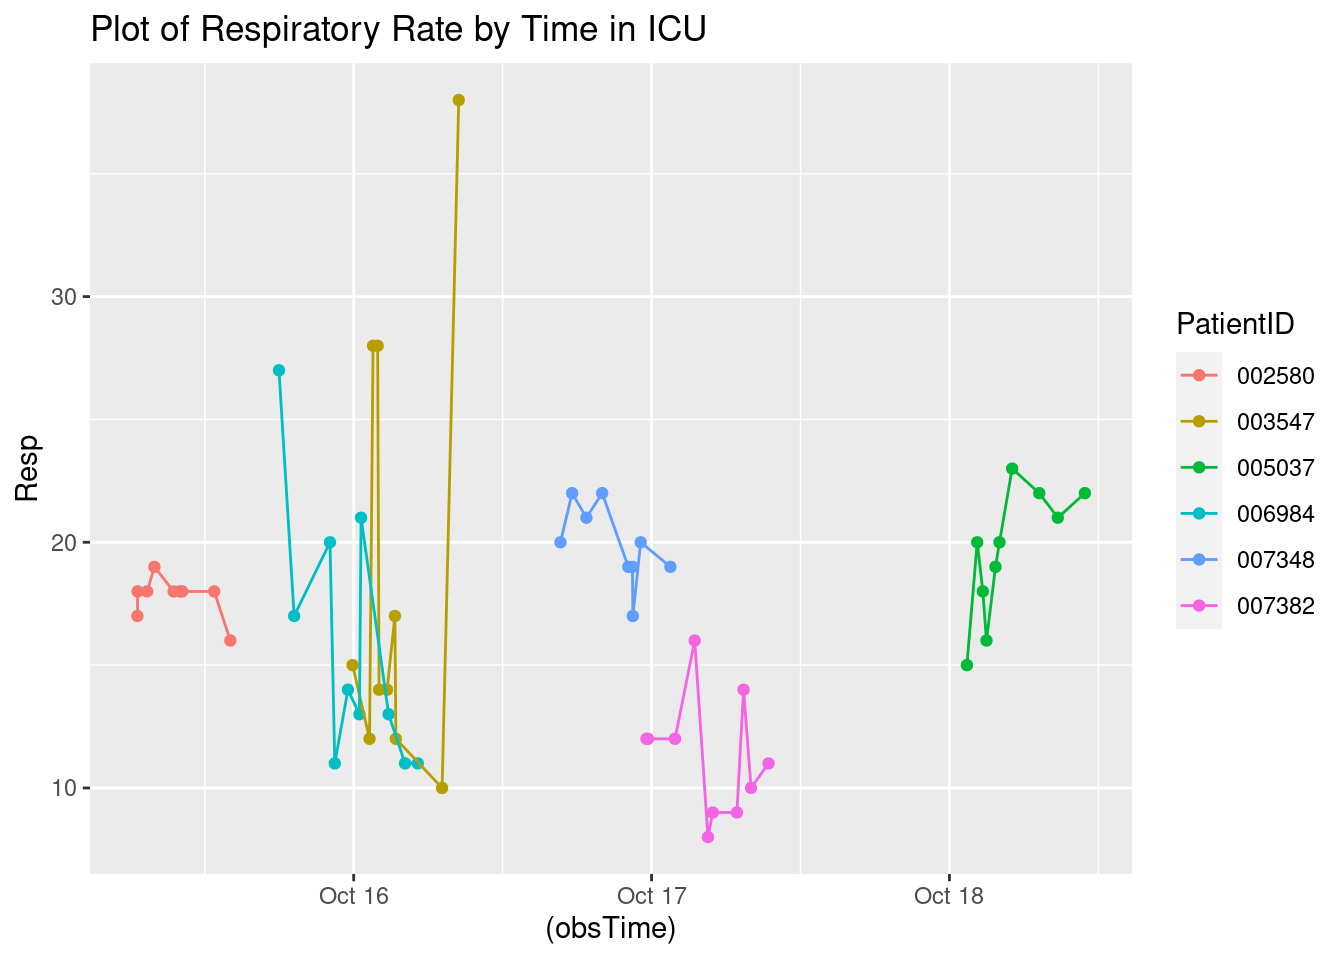 Plot of Respiratory Rate by Time in ICU
Resp
30
20
10
Oct 16
Oct 17
Oct 18
(obsTime)
PatientID
002580
003547
005037
006984
007348
007382